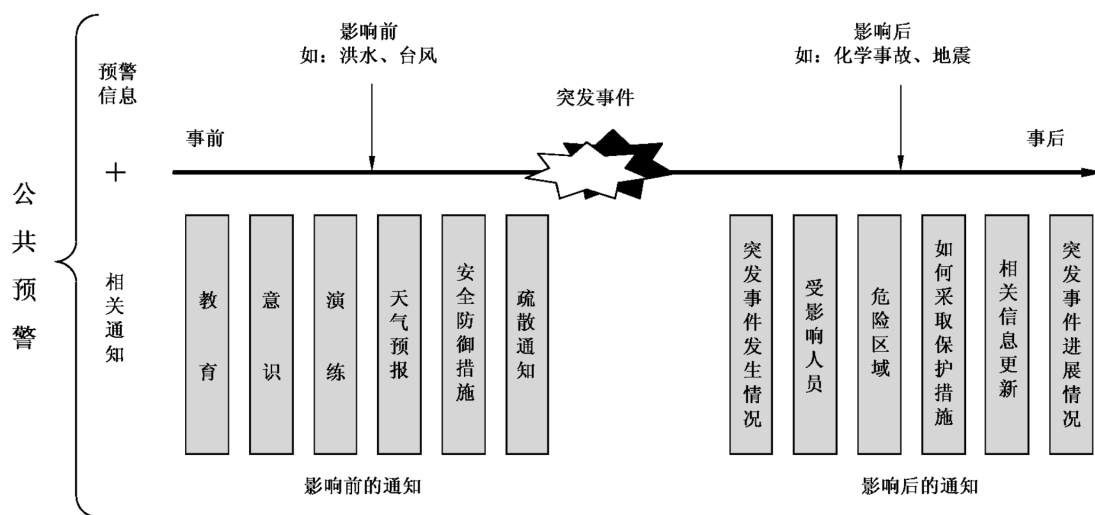 影响前
如：洪水、台风
影响后
如：化学事故、地震
预警
信息
突发事件
事前
事后
+
公共预警
相关通知
教育
意识
演练
天气预报
安全防御措施
疏散通知
突发事件发生情况
受影响人员
危险区域
如何采取保护措施
相关信息更新
突发事件进展情况
影响前的通知
影响后的通知